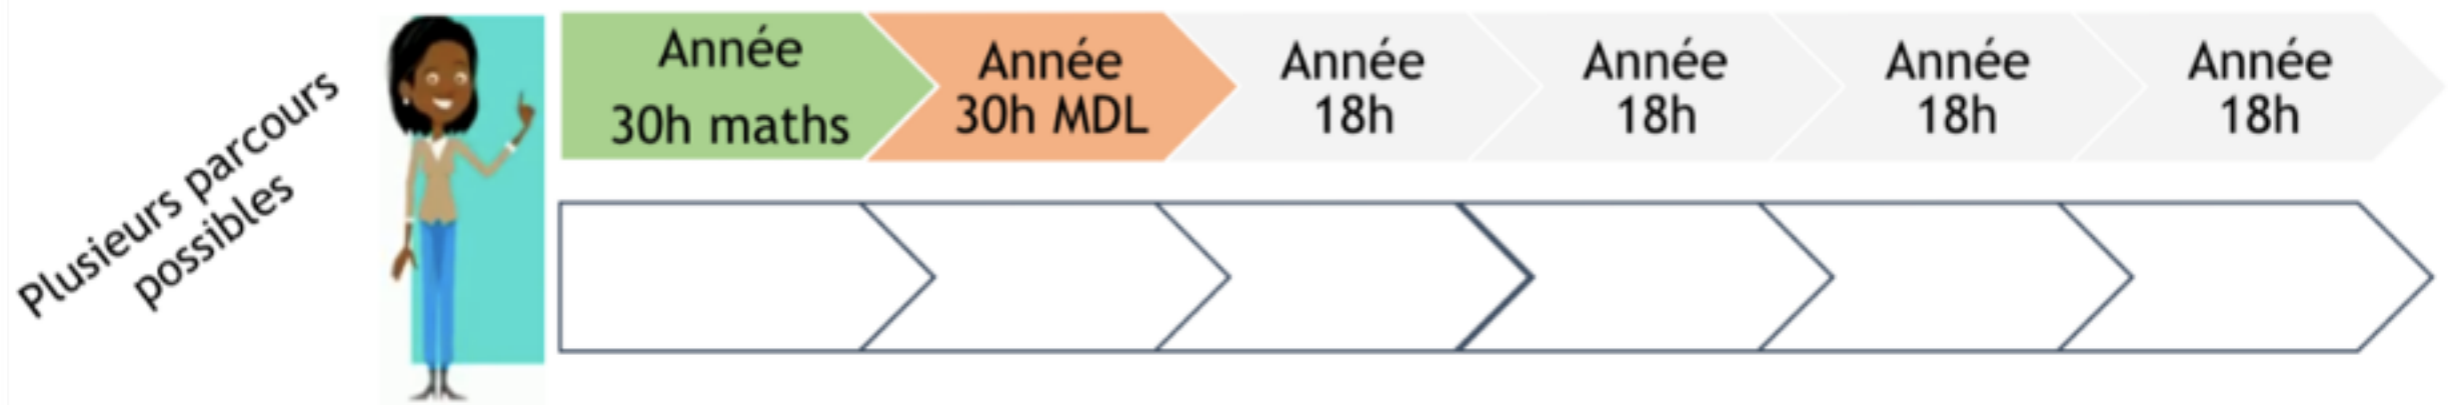 Plusieurs parcours
possibles
Année
30h maths
Année
30h MDL
Année
18h
Année
18h
Année
18h
Année
18h